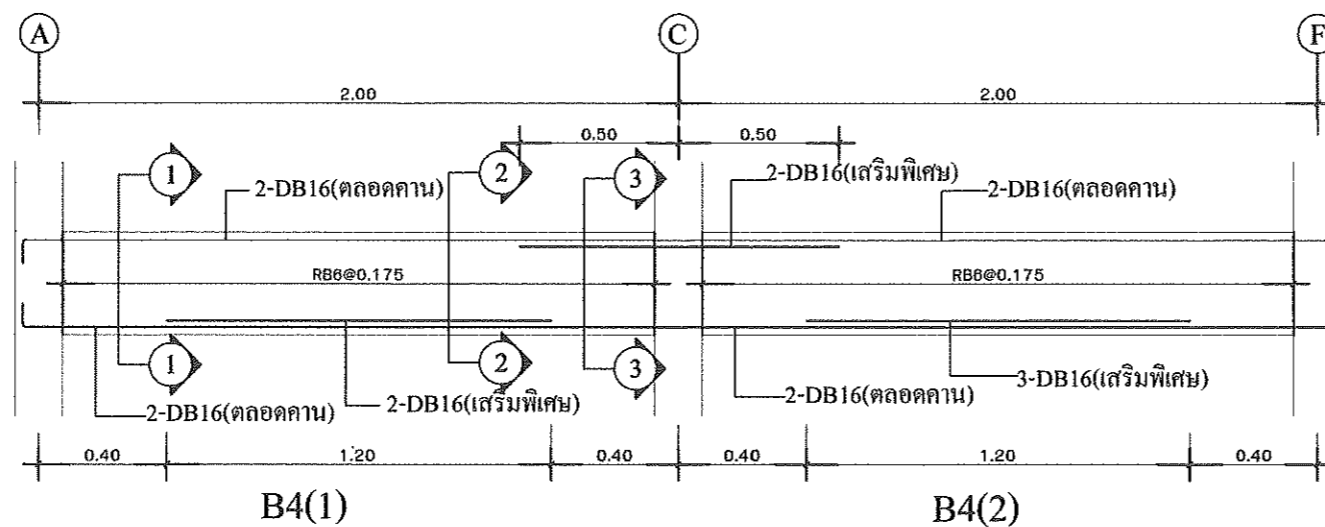 A C F
2.00 2.00
0.50 0.50
1 2 3
2-DB16(เสริมพิเศษ)
2-DB16(ตลอดคาน) 2-DB16(ตลอดคาน)
RB6@0.175 RB6@0.175
1 2 3
2-DB16(ตลอดคาน) 2-DB16(เสริมพิเศษ) 2-DB16(ตลอดคาน) 3-DB16(เสริมพิเศษ)
0.40 1.20 0.40 0.40 1.20 0.40
B4(1) B4(2)